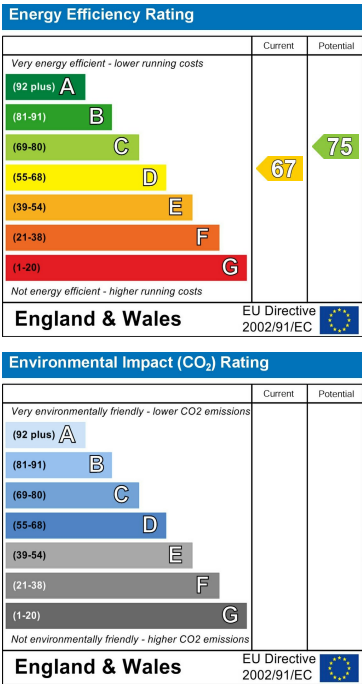 Energy Efficiency Rating
Current Potential
Very energy efficient - lower running costs
(92 plus) A
(81-91) B
(69-80) C
75
(55-68) D
67
(39-54) E
(21-38) F
(1-20) G
Not energy efficient - higher running costs
England & Wales
EU Directive
2002/91/EC
Environmental Impact (CO₂) Rating
Current Potential
Very environmentally friendly - lower CO2 emissions
(92 plus) A
(81-91) B
(69-80) C
(55-68) D
(39-54) E
(21-38) F
(1-20) G
Not environmentally friendly - higher CO2 emissions
England & Wales
EU Directive
2002/91/EC